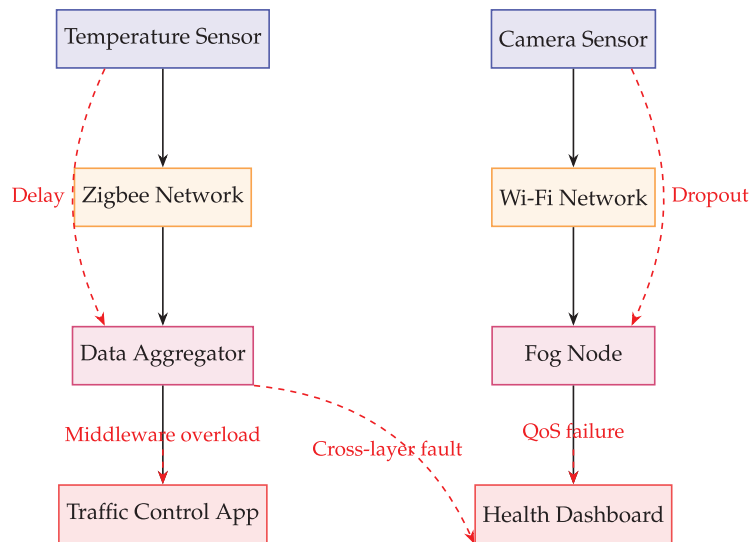 Temperature Sensor
Camera Sensor
Delay
Zigbee Network
Wi-Fi Network
Dropout
Data Aggregator
Fog Node
Middleware overload
Cross-layer fault
QoS failure
Traffic Control App
Health Dashboard